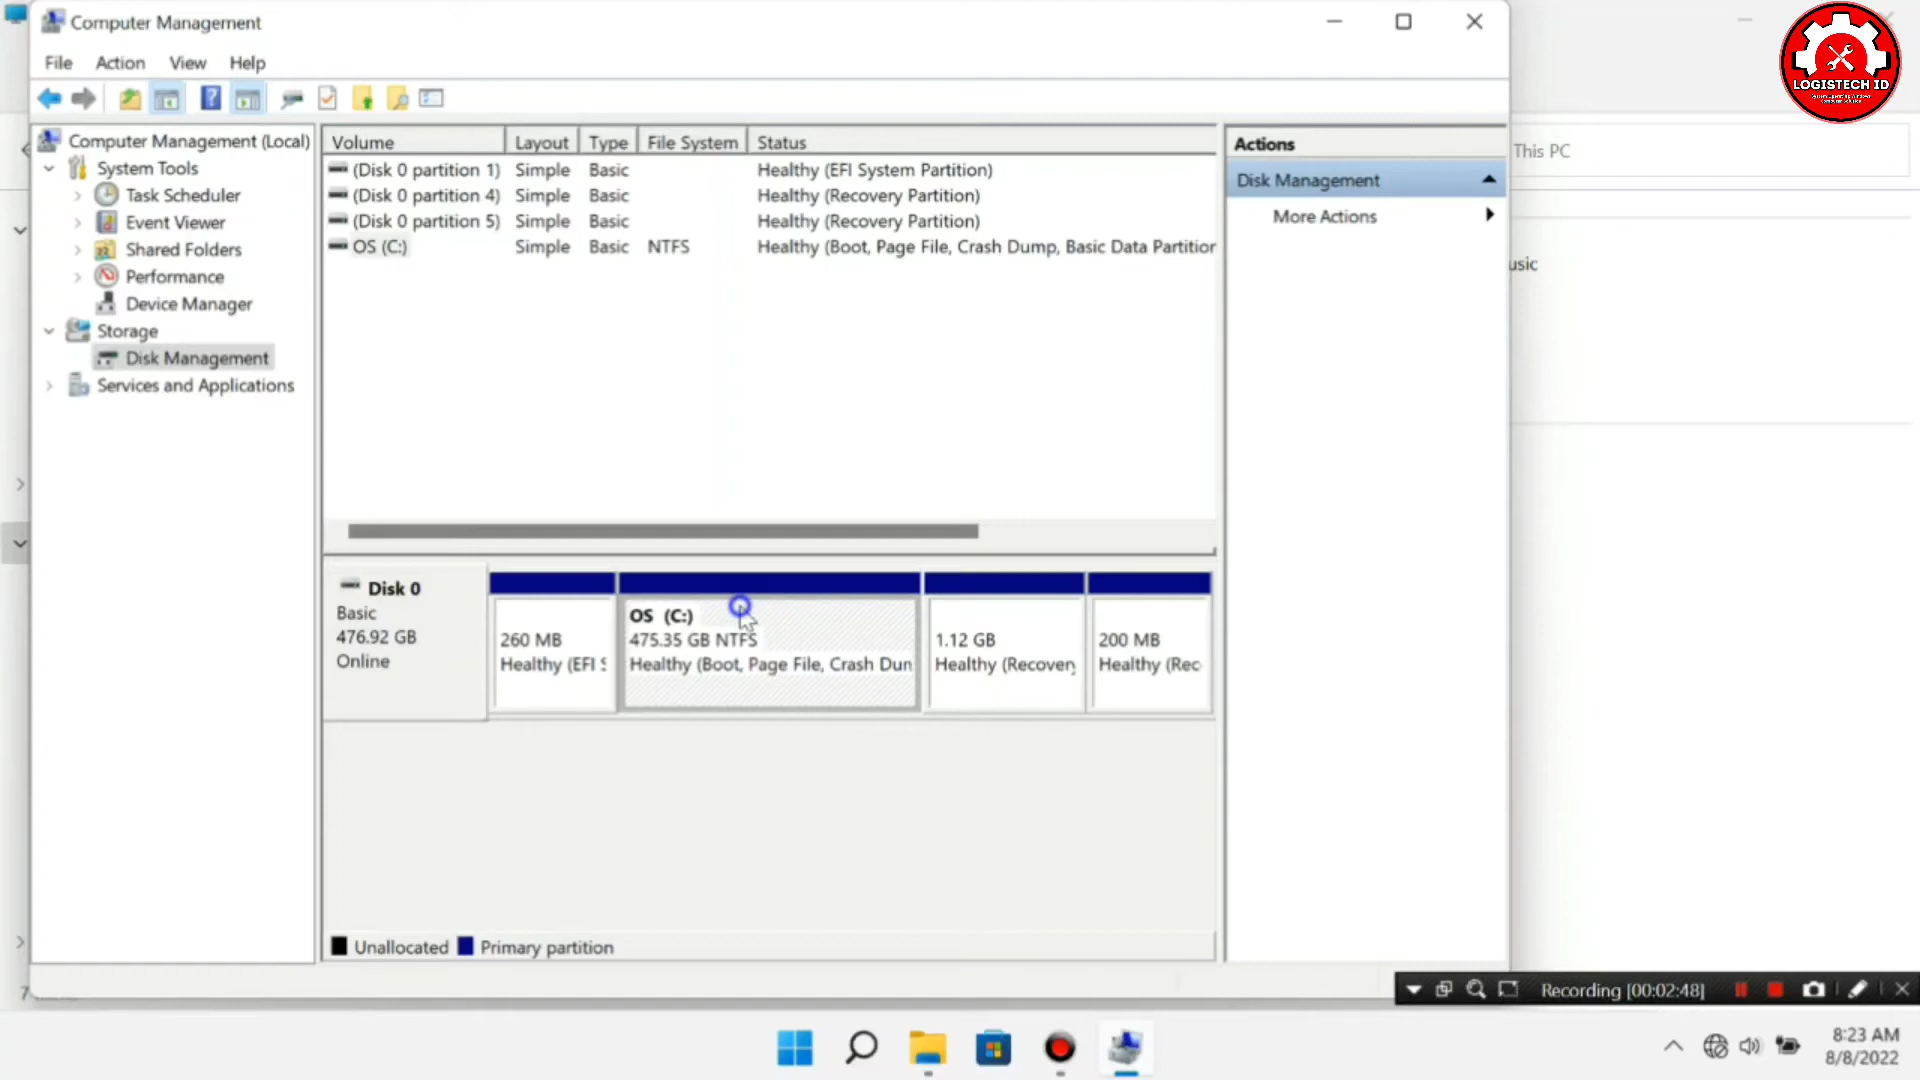 Computer Management
File Action View Help
Computer Management (Local)
System Tools
Task Scheduler
Event Viewer
Shared Folders
Performance
Device Manager
Storage
Disk Management
Services and Applications
Volume Layout Type File System Status
(Disk 0 partition 1) Simple Basic Healthy (EFI System Partition)
(Disk 0 partition 4) Simple Basic Healthy (Recovery Partition)
(Disk 0 partition 5) Simple Basic Healthy (Recovery Partition)
OS (C:) Simple Basic NTFS Healthy (Boot, Page File, Crash Dump, Basic Data Partition
Disk 0
Basic
476.92 GB
Online
260 MB
Healthy (EFI S
OS (C:)
475.35 GB NTFS
Healthy (Boot, Page File, Crash Dun
1.12 GB
Healthy (Recovery
200 MB
Healthy (Rec
Unallocated Primary partition
Actions
Disk Management
More Actions
This PC
usic
LOGISTECH ID
Recording [00:02:48]
8:23 AM
8/8/2022